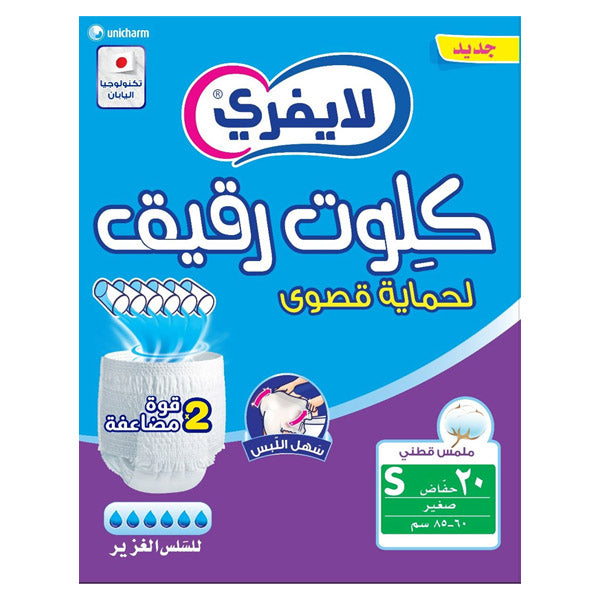 unicharm
جديد
تكنولوجيا
اليابان
لايفري®
كلوت رقيق
لحماية قصوى
قوة
مضاعفة
2x
سهل اللبس
ملمس قطني
٢٠ حفاض S
صغير
٦٠-٨٥ سم
للسلس الغزير